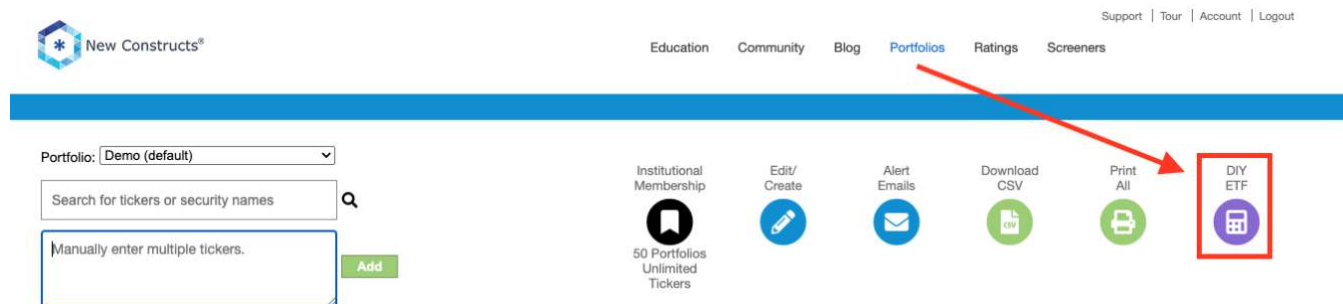 Support | Tour | Account | Logout
New Constructs®
Education Community Blog Portfolios Ratings Screeners
Portfolio: Demo (default)
Search for tickers or security names
Manually enter multiple tickers.
Add
Institutional
Membership
50 Portfolios
Unlimited
Tickers
Edit/
Create
Alert
Emails
Download
CSV
CSV
Print
All
DIY
ETF